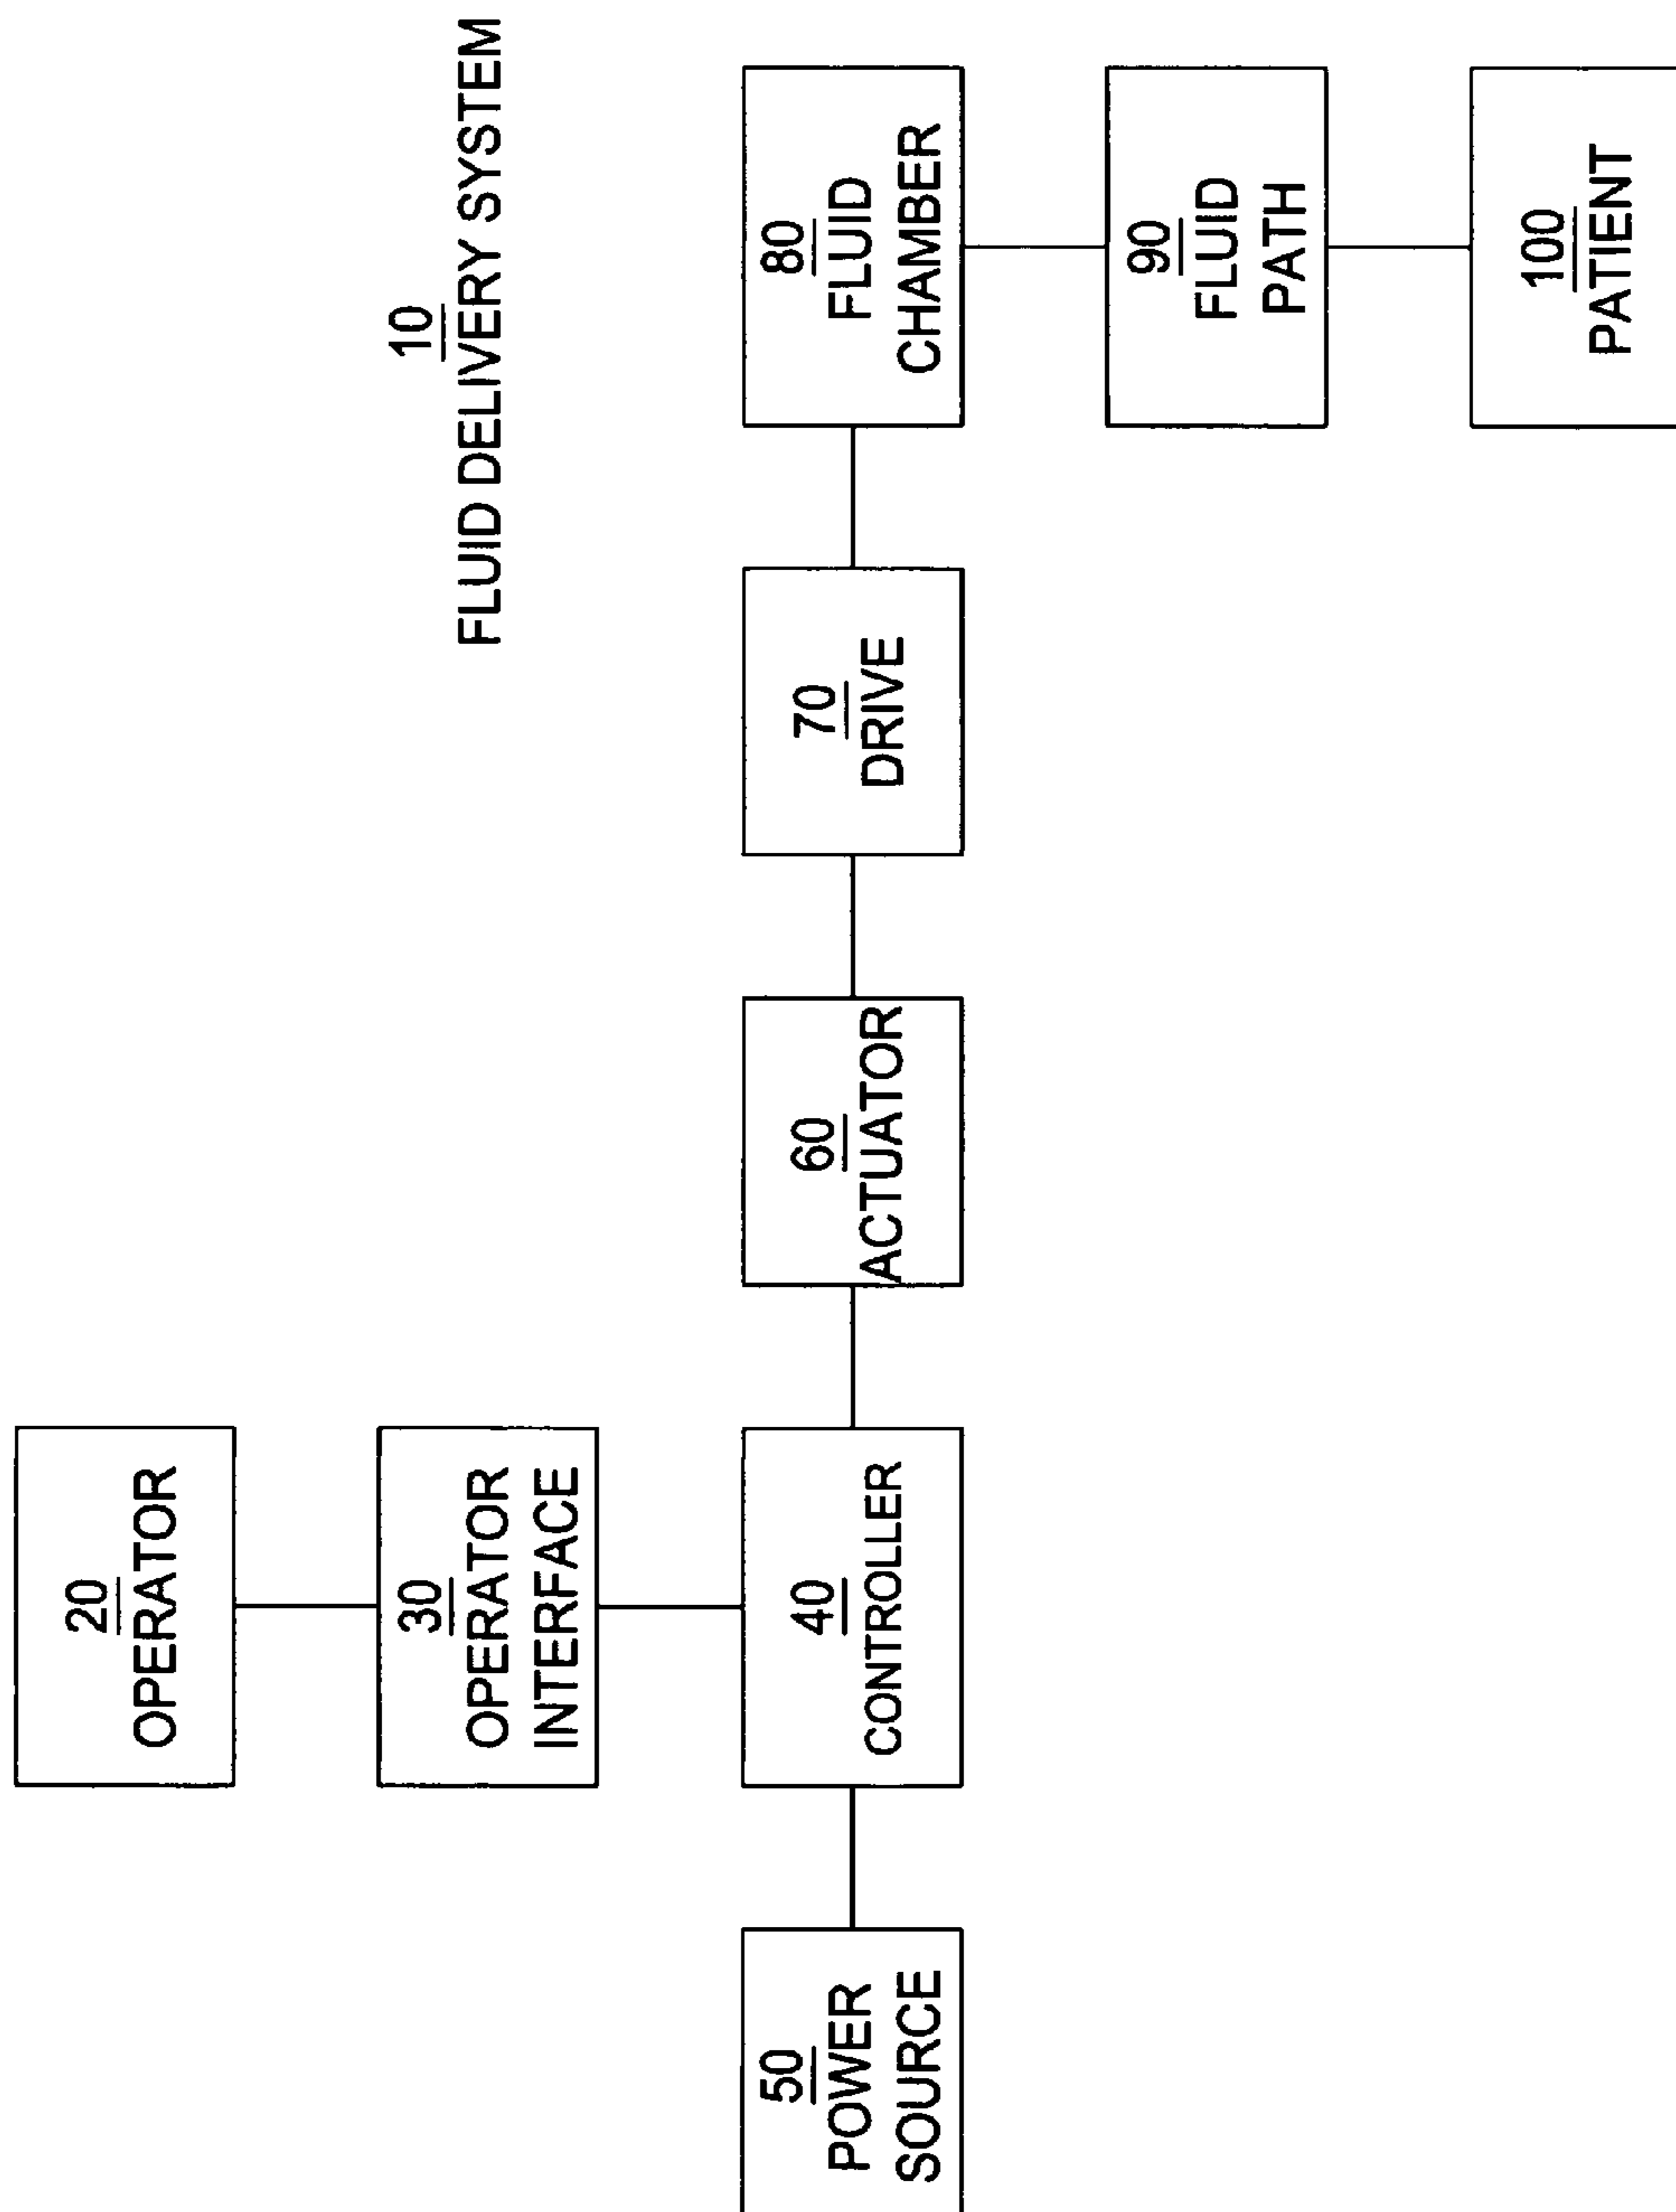 10
FLUID DELIVERY SYSTEM
20
OPERATOR
30
OPERATOR
INTERFACE
50
POWER
SOURCE
40
CONTROLLER
60
ACTUATOR
70
DRIVE
80
FLUID
CHAMBER
90
FLUID
PATH
100
PATIENT